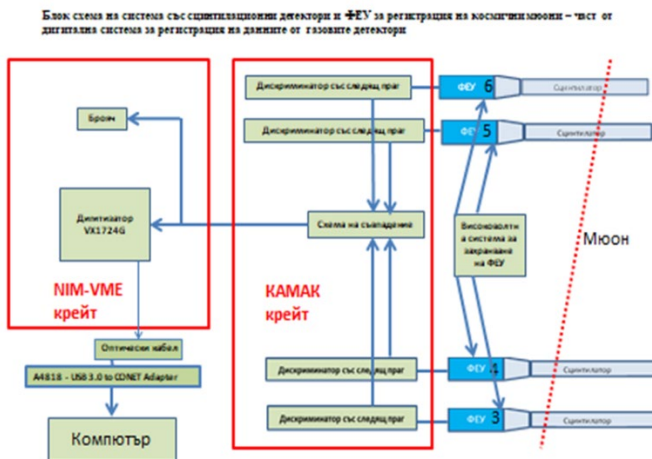 Блок схема на система със сцинтилационни детектори и ФЕУ за регистрация на космични мюони – част от
дигитална система за регистрация на данните от газовите детектори
Дискриминатор със следящ праг
ФЕУ 6
Сцинтилатор
Брояч
Дискриминатор със следящ праг
ФЕУ 5
Сцинтилатор
Дигитизатор
VX1724G
Схема на съвпадение
Високоволтн
а система за
захранване
на ФЕУ
Мюон
NIM-VME
крейт
КАМАК
крейт
Оптически кабел
A4818 - USB 3.0 to CONET Adapter
Дискриминатор със следящ праг
ФЕУ 4
Сцинтилатор
Дискриминатор със следящ праг
ФЕУ 3
Сцинтилатор
Компютър